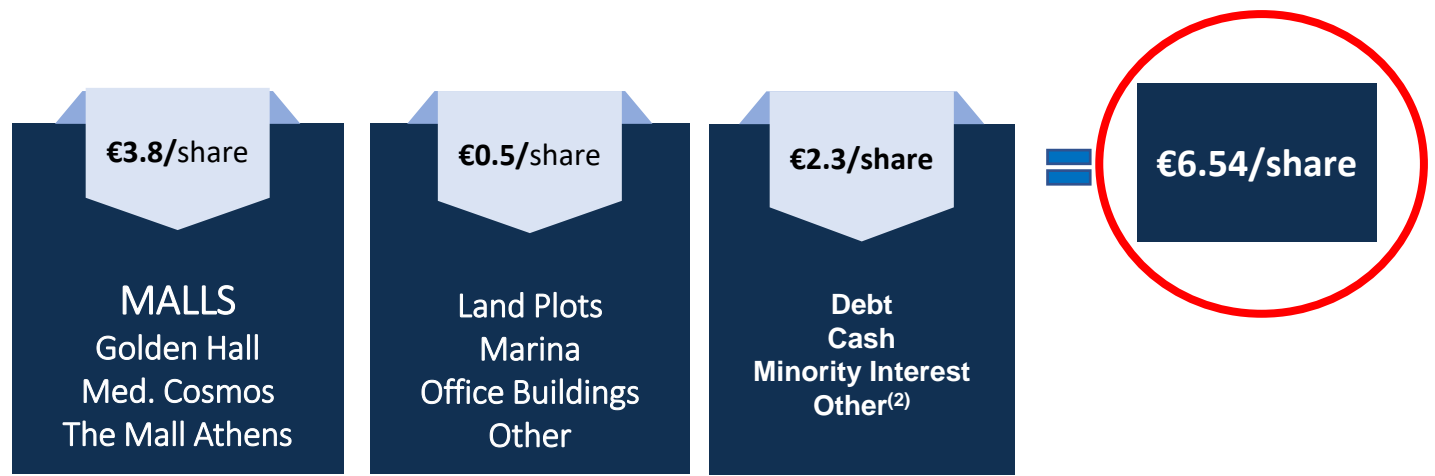 €3.8/share
MALLS
Golden Hall
Med. Cosmos
The Mall Athens
€0.5/share
Land Plots
Marina
Office Buildings
Other
€2.3/share
Debt
Cash
Minority Interest
Other(2)
€6.54/share